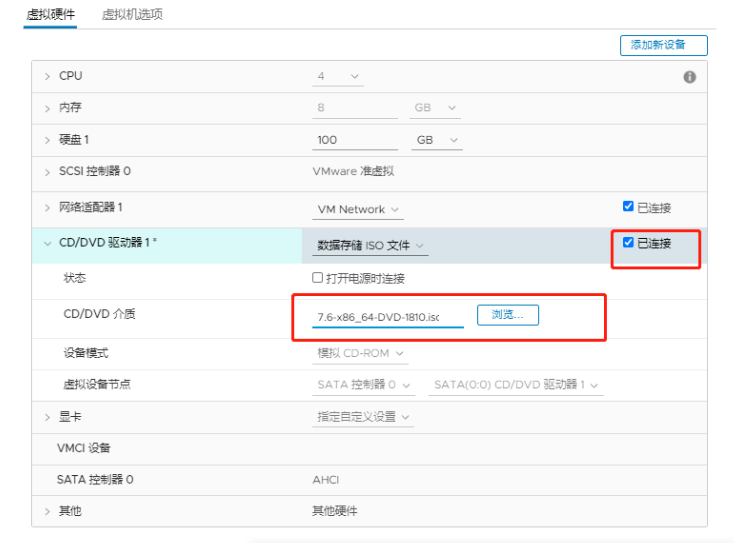 虚拟硬件 虚拟机选项
添加新设备
CPU 4
内存 8 GB
硬盘 1 100 GB
SCSI 控制器 0 VMware 准虚拟
网络适配器 1 VM Network 已连接
CD/DVD 驱动器 1 * 数据存储 ISO 文件 已连接
状态 打开电源时连接
CD/DVD 介质 7.6-x86_64-DVD-1810.isc 浏览...
设备模式 模拟 CD-ROM
虚拟设备节点 SATA 控制器 0 SATA(0:0) CD/DVD 驱动器 1
显卡 指定自定义设置
VMCI 设备
SATA 控制器 0 AHCI
其他 其他硬件